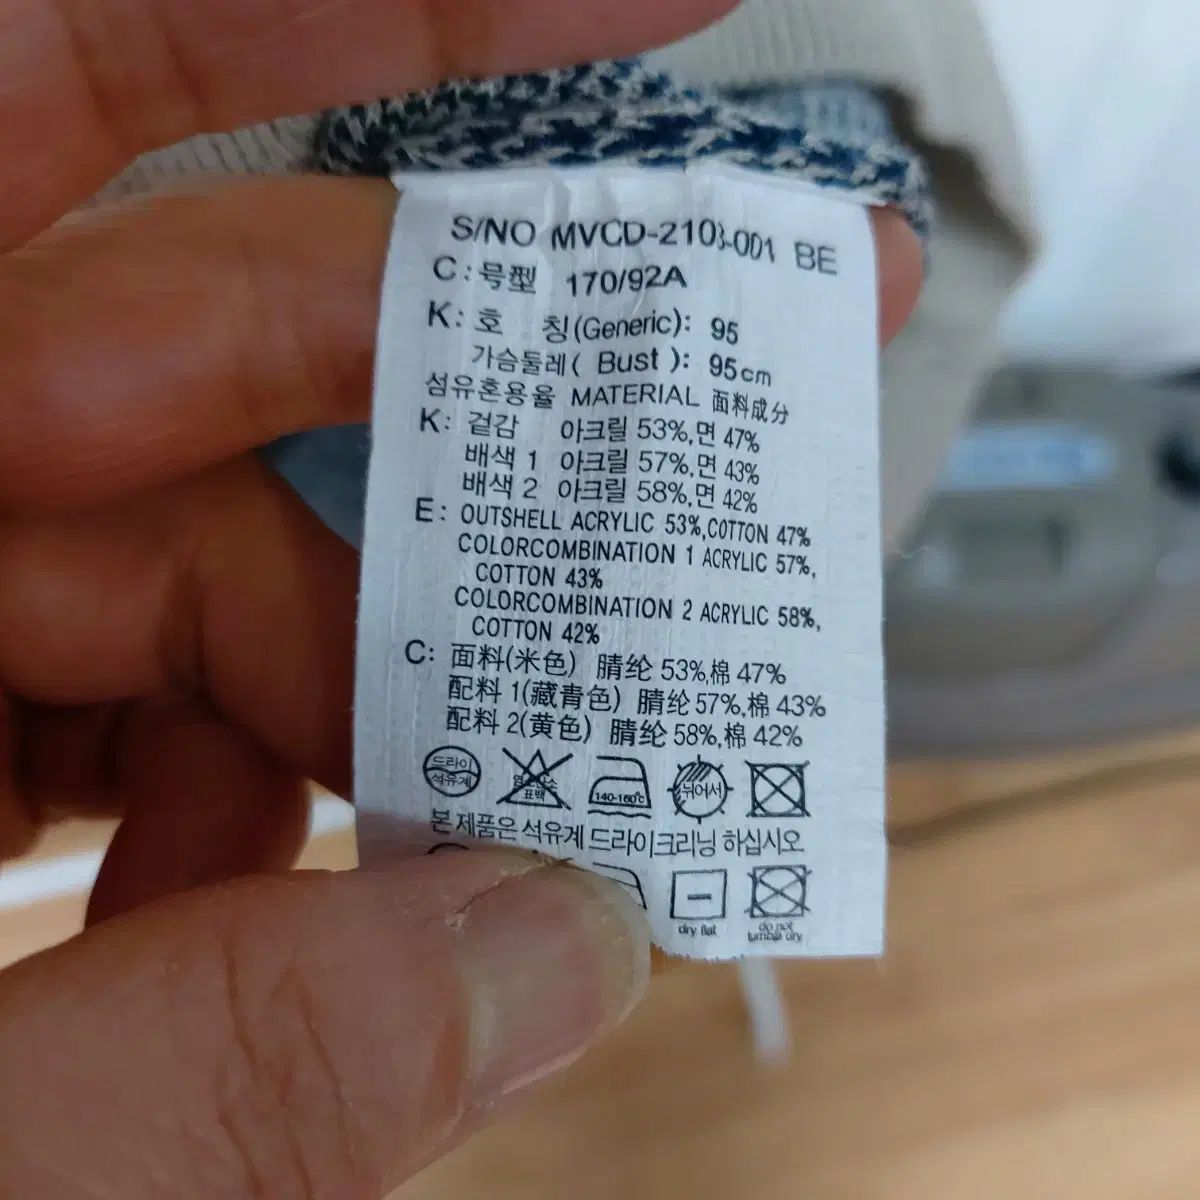 S/NO MVCD-2103-001 BE
C:号型 170/92A
K:호 칭(Generic): 95
가슴둘레( Bust ): 95cm
섬유혼용율 MATERIAL 面料成分
K: 겉감 아크릴 53%,면 47%
배색 1 아크릴 57%,면 43%
배색 2 아크릴 58%,면 42%
E: OUTSHELL ACRYLIC 53%,COTTON 47%
COLORCOMBINATION 1 ACRYLIC 57%,
COTTON 43%
COLORCOMBINATION 2 ACRYLIC 58%,
COTTON 42%
C: 面料(米色) 腈纶 53%,棉 47%
配料 1(藏青色) 腈纶 57%,棉 43%
配料 2(黄色) 腈纶 58%,棉 42%
드라이 석유계 염소산소 표백 140-160℃ 뉘어서
본 제품은 석유계 드라이크리닝 하십시오
dry flat do not tumble dry